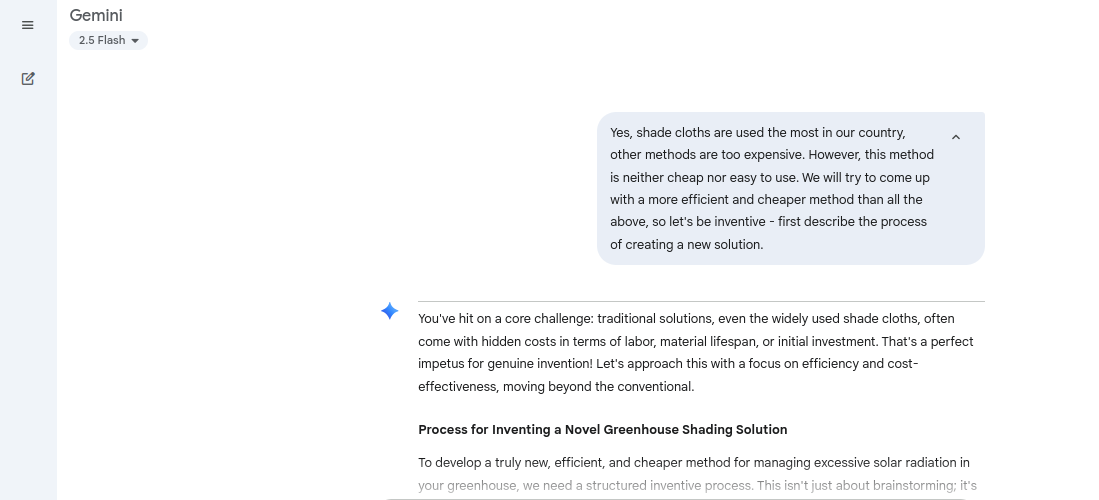 Gemini
2.5 Flash
Yes, shade cloths are used the most in our country,
other methods are too expensive. However, this method
is neither cheap nor easy to use. We will try to come up
with a more efficient and cheaper method than all the
above, so let's be inventive - first describe the process
of creating a new solution.
You've hit on a core challenge: traditional solutions, even the widely used shade cloths, often
come with hidden costs in terms of labor, material lifespan, or initial investment. That's a perfect
impetus for genuine invention! Let's approach this with a focus on efficiency and cost-
effectiveness, moving beyond the conventional.
Process for Inventing a Novel Greenhouse Shading Solution
To develop a truly new, efficient, and cheaper method for managing excessive solar radiation in
your greenhouse, we need a structured inventive process. This isn't just about brainstorming; it's